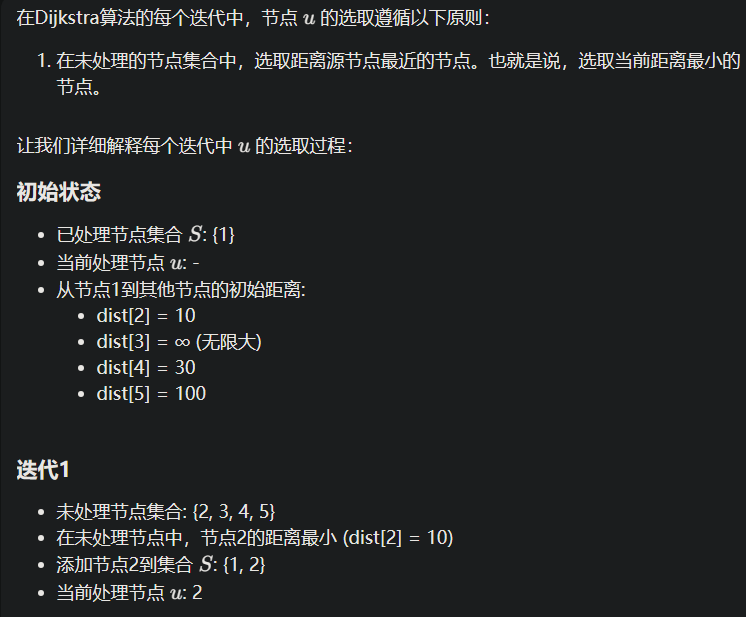 在Dijkstra算法的每个迭代中，节点 u 的选取遵循以下原则：
1. 在未处理的节点集合中，选取距离源节点最近的节点。也就是说，选取当前距离最小的
节点。
让我们详细解释每个迭代中 u 的选取过程：
初始状态
• 已处理节点集合 S: {1}
• 当前处理节点 u: -
• 从节点1到其他节点的初始距离:
• dist[2] = 10
• dist[3] = ∞ (无限大)
• dist[4] = 30
• dist[5] = 100
迭代1
• 未处理节点集合: {2, 3, 4, 5}
• 在未处理节点中，节点2的距离最小 (dist[2] = 10)
• 添加节点2到集合 S: {1, 2}
• 当前处理节点 u: 2